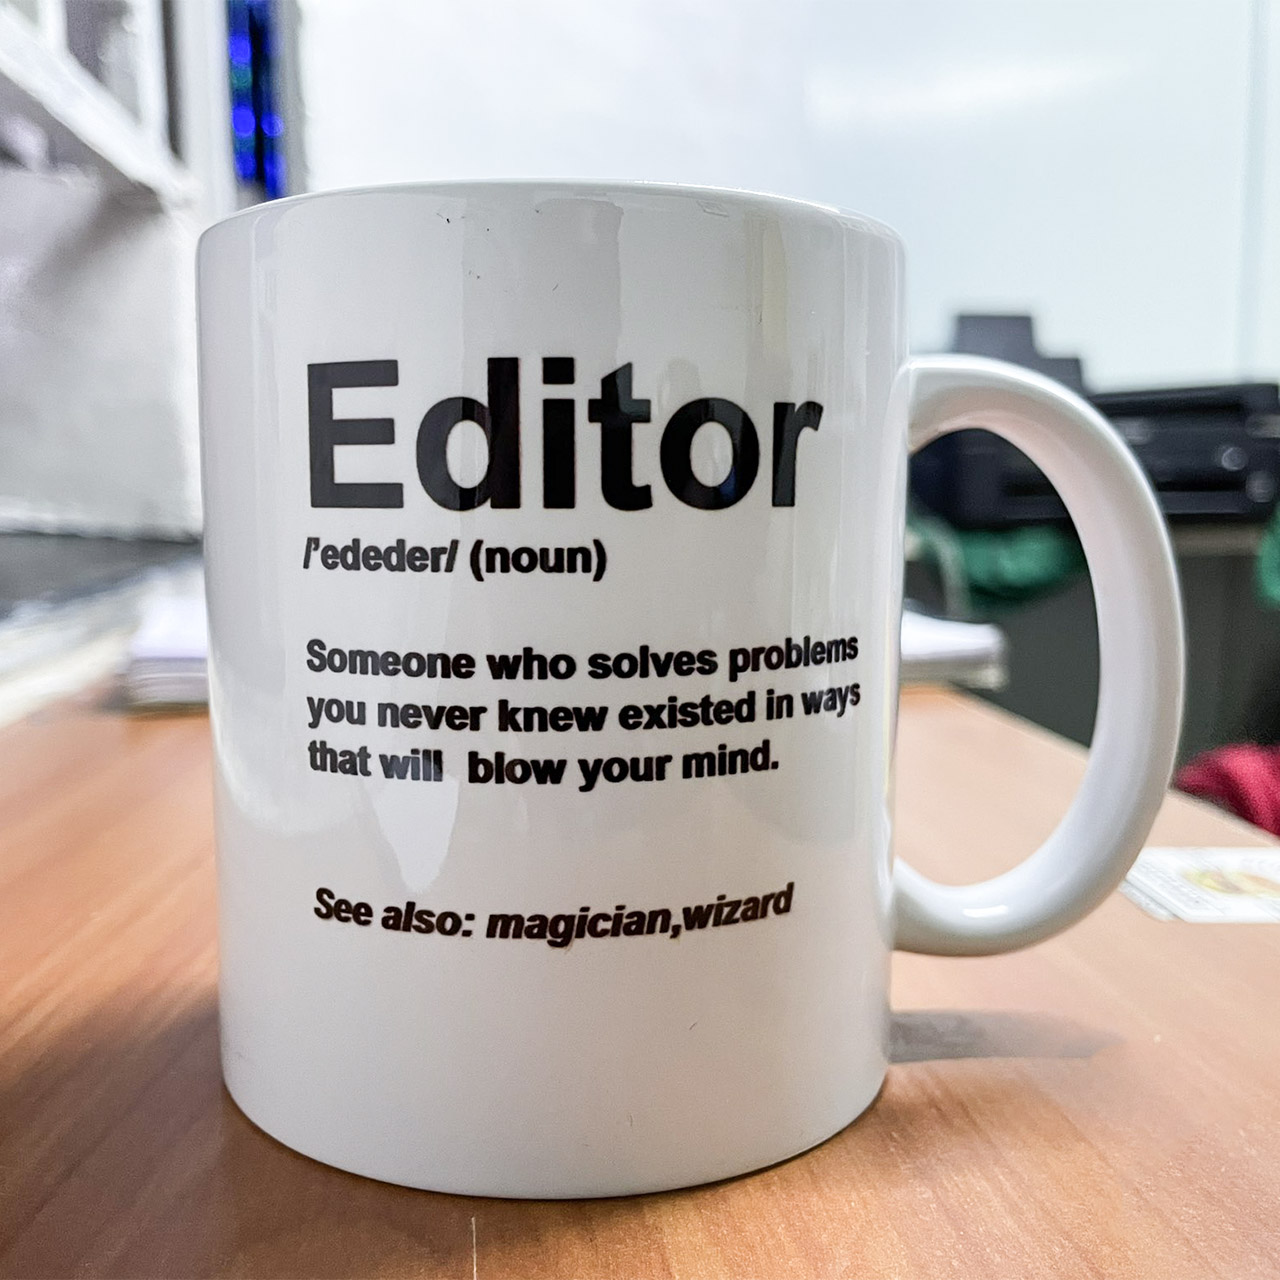 Editor
/'ededer/ (noun)
Someone who solves problems
you never knew existed in ways
that will  blow your mind.
See also: magician,wizard